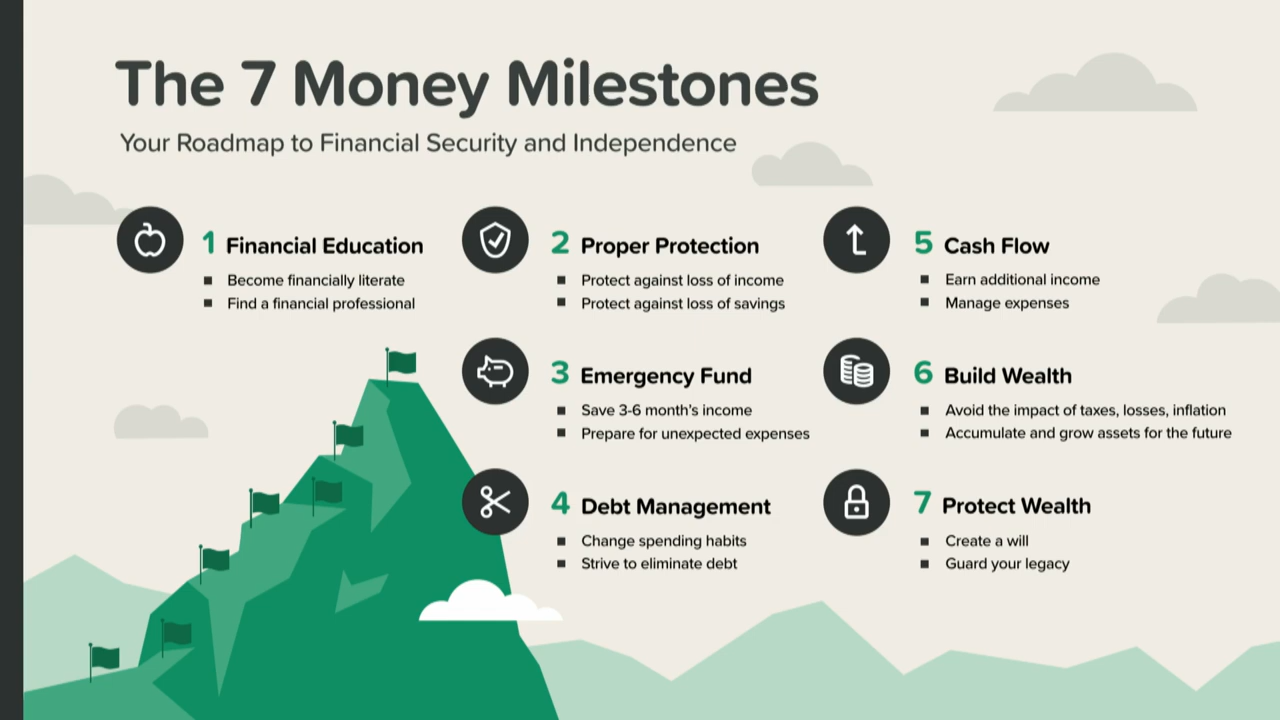 The 7 Money Milestones
Your Roadmap to Financial Security and Independence
1 Financial Education
Become financially literate
Find a financial professional
2 Proper Protection
Protect against loss of income
Protect against loss of savings
3 Emergency Fund
Save 3-6 month's income
Prepare for unexpected expenses
4 Debt Management
Change spending habits
Strive to eliminate debt
5 Cash Flow
Earn additional income
Manage expenses
6 Build Wealth
Avoid the impact of taxes, losses, inflation
Accumulate and grow assets for the future
7 Protect Wealth
Create a will
Guard your legacy